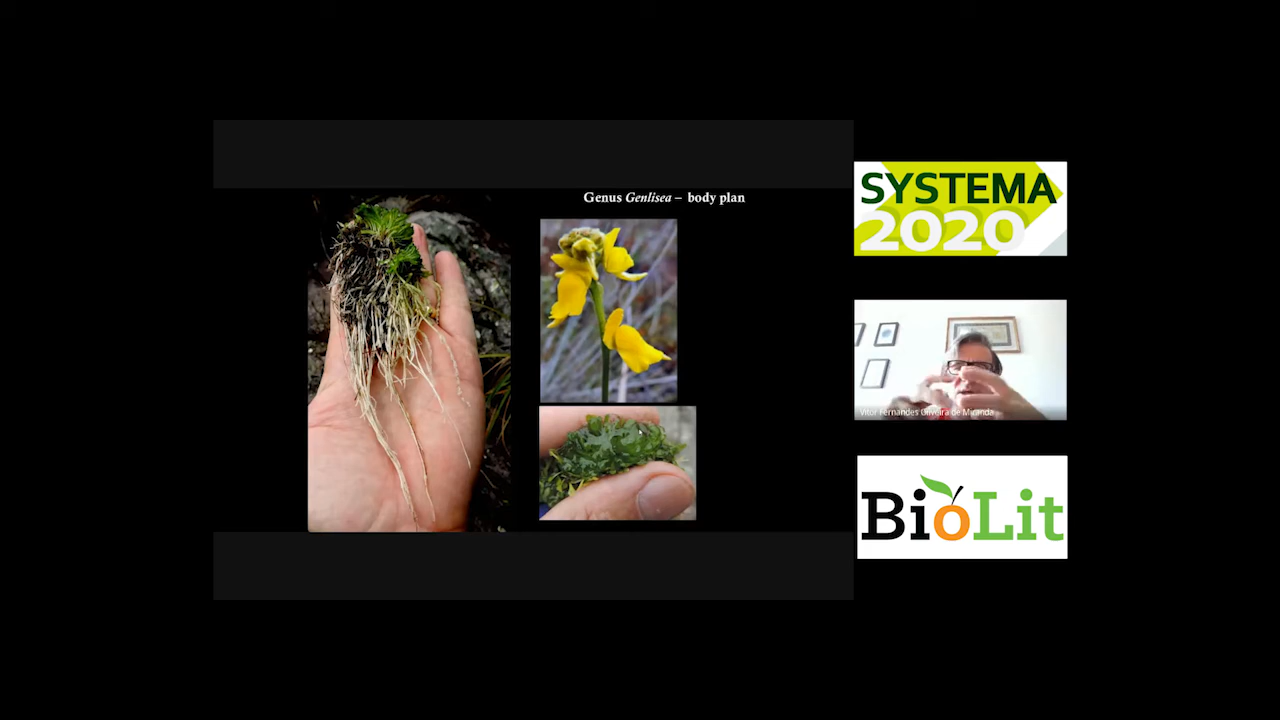 Genus Genlisea – body plan
SYSTEMA
2020
Vitor Fernandes Oliveira de Miranda
BioLit